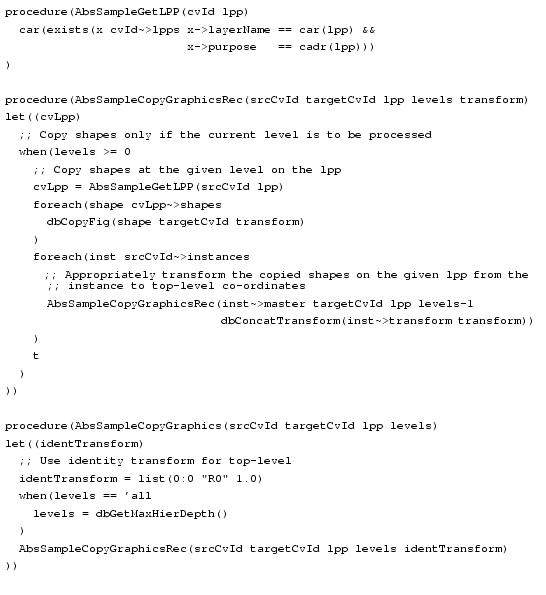 procedure(AbsSampleGetLPP(cvId lpp)
car(exists(x cvId~>lpps x->layerName == car(lpp) &&
x->purpose == cadr(lpp)))
)
procedure(AbsSampleCopyGraphicsRec(srcCvId targetCvId lpp levels transform)
let((cvLpp)
;; Copy shapes only if the current level is to be processed
when(levels >= 0
;; Copy shapes at the given level on the lpp
cvLpp = AbsSampleGetLPP(srcCvId lpp)
foreach(shape cvLpp~>shapes
dbCopyFig(shape targetCvId transform)
)
foreach(inst srcCvId~>instances
;; Appropriately transform the copied shapes on the given lpp from the
;; instance to top-level co-ordinates
AbsSampleCopyGraphicsRec(inst~>master targetCvId lpp levels-1
dbConcatTransform(inst~>transform transform))
)
t
)
))
procedure(AbsSampleCopyGraphics(srcCvId targetCvId lpp levels)
let((identTransform)
;; Use identity transform for top-level
identTransform = list(0:0 "R0" 1.0)
when(levels == 'all
levels = dbGetMaxHierDepth()
)
AbsSampleCopyGraphicsRec(srcCvId targetCvId lpp levels identTransform)
))